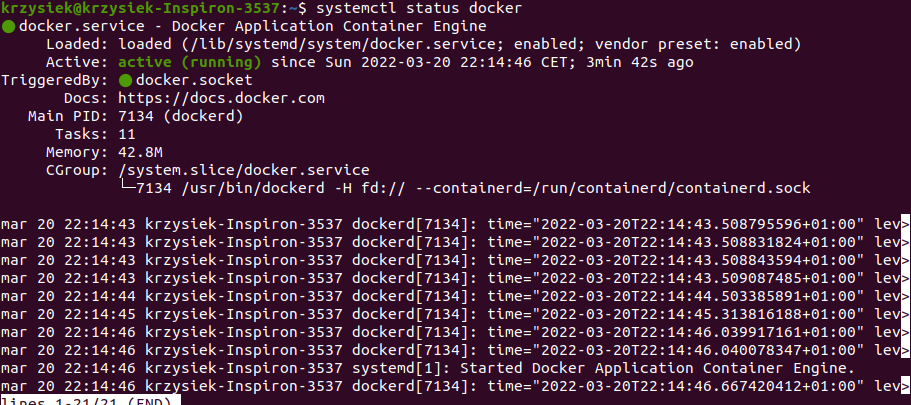 krzysiek@krzysiek-Inspiron-3537:~$ systemctl status docker
● docker.service - Docker Application Container Engine
     Loaded: loaded (/lib/systemd/system/docker.service; enabled; vendor preset: enabled)
     Active: active (running) since Sun 2022-03-20 22:14:46 CET; 3min 42s ago
TriggeredBy: ● docker.socket
       Docs: https://docs.docker.com
   Main PID: 7134 (dockerd)
      Tasks: 11
     Memory: 42.8M
     CGroup: /system.slice/docker.service
             └─7134 /usr/bin/dockerd -H fd:// --containerd=/run/containerd/containerd.sock

mar 20 22:14:43 krzysiek-Inspiron-3537 dockerd[7134]: time="2022-03-20T22:14:43.508795596+01:00" lev>
mar 20 22:14:43 krzysiek-Inspiron-3537 dockerd[7134]: time="2022-03-20T22:14:43.508831824+01:00" lev>
mar 20 22:14:43 krzysiek-Inspiron-3537 dockerd[7134]: time="2022-03-20T22:14:43.508843594+01:00" lev>
mar 20 22:14:43 krzysiek-Inspiron-3537 dockerd[7134]: time="2022-03-20T22:14:43.509087485+01:00" lev>
mar 20 22:14:44 krzysiek-Inspiron-3537 dockerd[7134]: time="2022-03-20T22:14:44.503385891+01:00" lev>
mar 20 22:14:45 krzysiek-Inspiron-3537 dockerd[7134]: time="2022-03-20T22:14:45.313816188+01:00" lev>
mar 20 22:14:46 krzysiek-Inspiron-3537 dockerd[7134]: time="2022-03-20T22:14:46.039917161+01:00" lev>
mar 20 22:14:46 krzysiek-Inspiron-3537 dockerd[7134]: time="2022-03-20T22:14:46.040078347+01:00" lev>
mar 20 22:14:46 krzysiek-Inspiron-3537 systemd[1]: Started Docker Application Container Engine.
mar 20 22:14:46 krzysiek-Inspiron-3537 dockerd[7134]: time="2022-03-20T22:14:46.667420412+01:00" lev>
lines 1-21/21 (END)